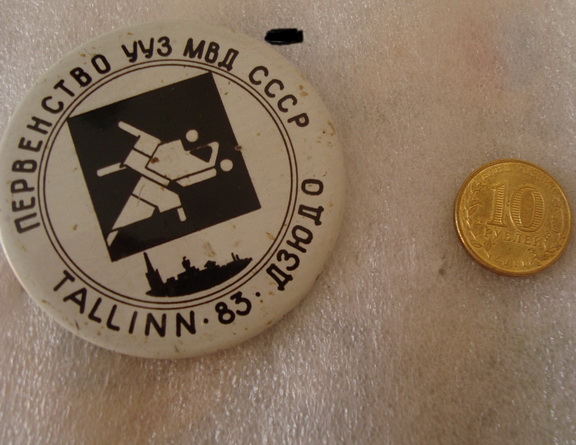 ПЕРВЕНСТВО УУЗ МВД СССР
TALLINN · 83 · ДЗЮДО
10
РУБЛЕЙ